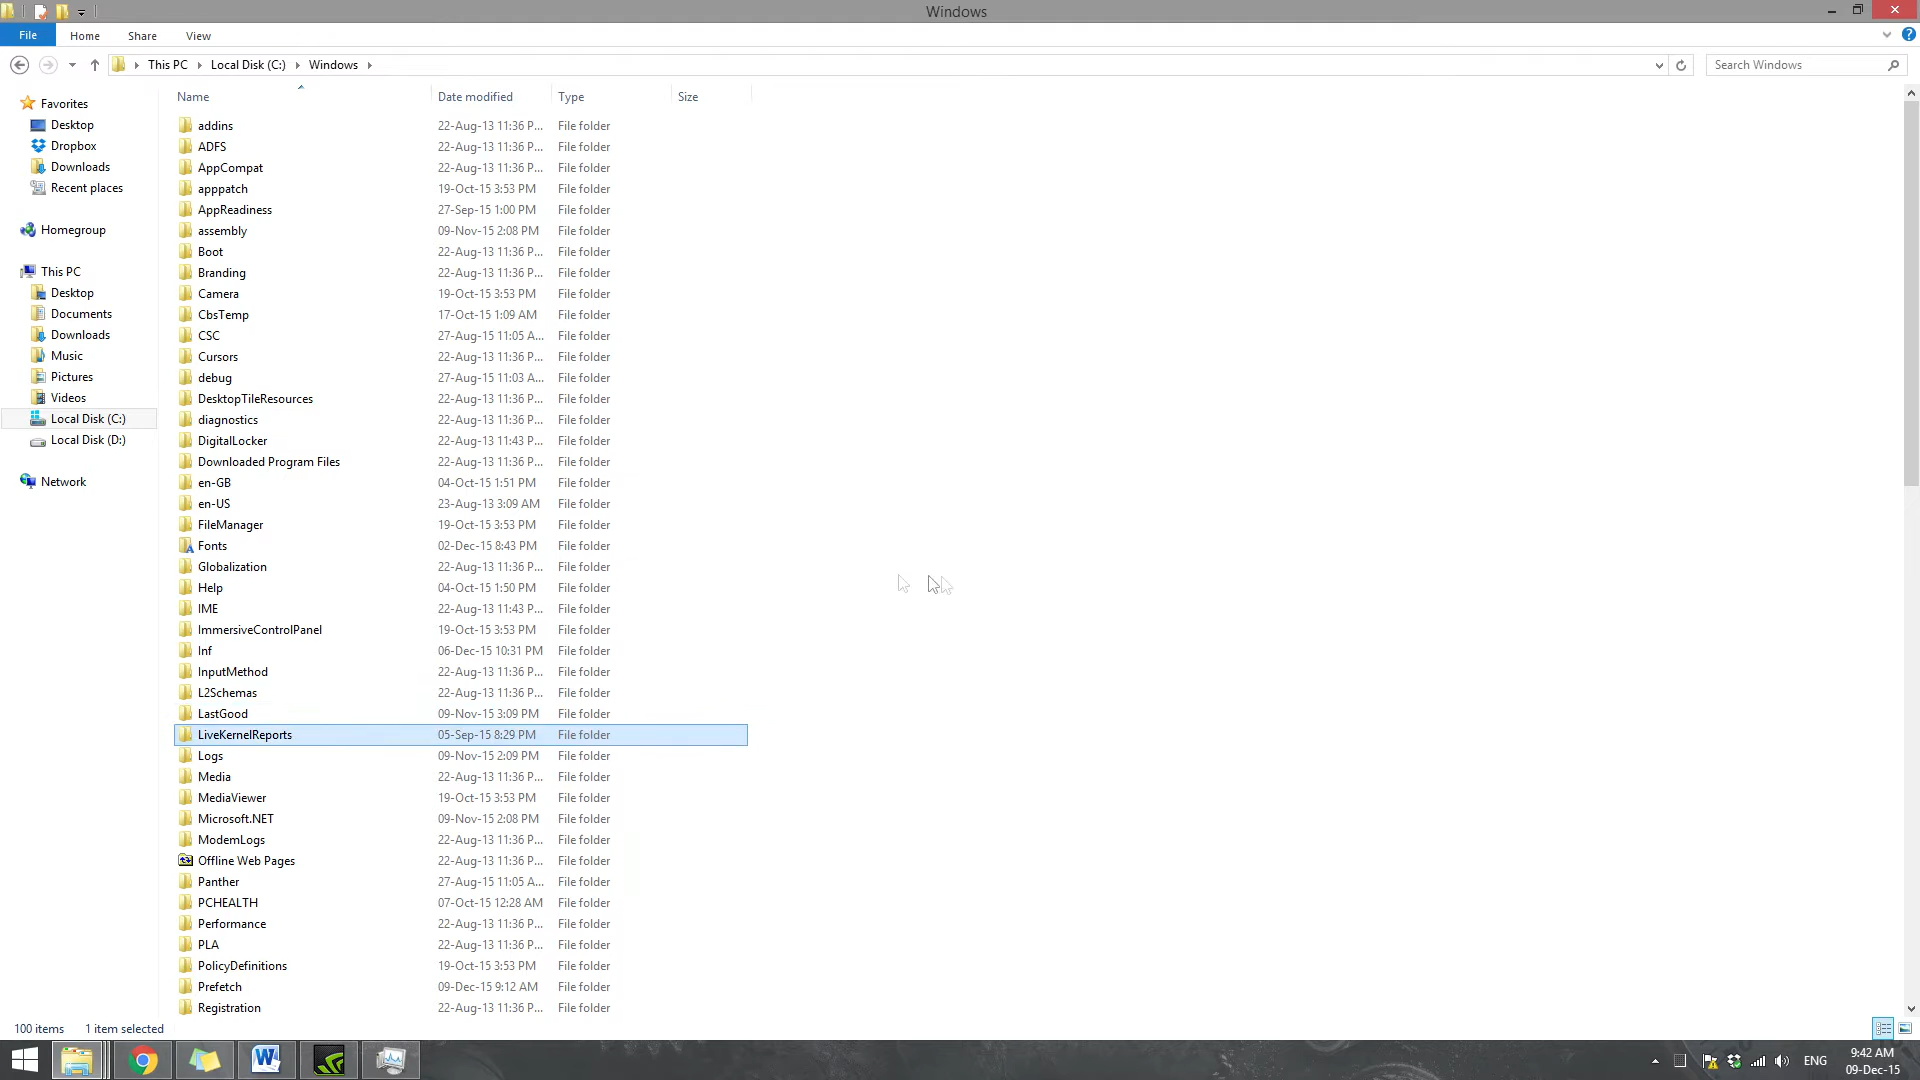 Windows
File Home Share View
This PC Local Disk (C:) Windows
Search Windows
Name Date modified Type Size
Favorites
Desktop
Dropbox
Downloads
Recent places
Homegroup
This PC
Desktop
Documents
Downloads
Music
Pictures
Videos
Local Disk (C:)
Local Disk (D:)
Network
addins 22-Aug-13 11:36 P... File folder
ADFS 22-Aug-13 11:36 P... File folder
AppCompat 22-Aug-13 11:36 P... File folder
apppatch 19-Oct-15 3:53 PM File folder
AppReadiness 27-Sep-15 1:00 PM File folder
assembly 09-Nov-15 2:08 PM File folder
Boot 22-Aug-13 11:36 P... File folder
Branding 22-Aug-13 11:36 P... File folder
Camera 19-Oct-15 3:53 PM File folder
CbsTemp 17-Oct-15 1:09 AM File folder
CSC 27-Aug-15 11:05 A... File folder
Cursors 22-Aug-13 11:36 P... File folder
debug 27-Aug-15 11:03 A... File folder
DesktopTileResources 22-Aug-13 11:36 P... File folder
diagnostics 22-Aug-13 11:36 P... File folder
DigitalLocker 22-Aug-13 11:43 P... File folder
Downloaded Program Files 22-Aug-13 11:36 P... File folder
en-GB 04-Oct-15 1:51 PM File folder
en-US 23-Aug-13 3:09 AM File folder
FileManager 19-Oct-15 3:53 PM File folder
Fonts 02-Dec-15 8:43 PM File folder
Globalization 22-Aug-13 11:36 P... File folder
Help 04-Oct-15 1:50 PM File folder
IME 22-Aug-13 11:43 P... File folder
ImmersiveControlPanel 19-Oct-15 3:53 PM File folder
Inf 06-Dec-15 10:31 PM File folder
InputMethod 22-Aug-13 11:36 P... File folder
L2Schemas 22-Aug-13 11:36 P... File folder
LastGood 09-Nov-15 3:09 PM File folder
LiveKernelReports 05-Sep-15 8:29 PM File folder
Logs 09-Nov-15 2:09 PM File folder
Media 22-Aug-13 11:36 P... File folder
MediaViewer 19-Oct-15 3:53 PM File folder
Microsoft.NET 09-Nov-15 2:08 PM File folder
ModemLogs 22-Aug-13 11:36 P... File folder
Offline Web Pages 22-Aug-13 11:36 P... File folder
Panther 27-Aug-15 11:05 A... File folder
PCHEALTH 07-Oct-15 12:28 AM File folder
Performance 22-Aug-13 11:36 P... File folder
PLA 22-Aug-13 11:36 P... File folder
PolicyDefinitions 19-Oct-15 3:53 PM File folder
Prefetch 09-Dec-15 9:12 AM File folder
Registration 22-Aug-13 11:36 P... File folder
100 items 1 item selected
ENG
9:42 AM
09-Dec-15